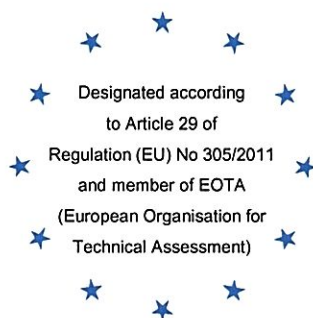 Designated according
to Article 29 of
Regulation (EU) No 305/2011
and member of EOTA
(European Organisation for
Technical Assessment)